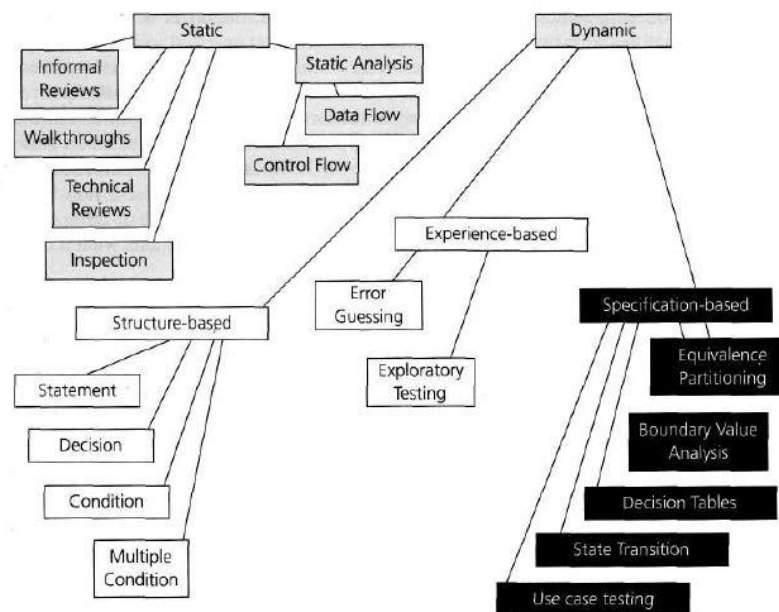 Static
Dynamic
Informal
Reviews
Static Analysis
Data Flow
Walkthroughs
Control Flow
Technical
Reviews
Inspection
Experience-based
Error
Guessing
Exploratory
Testing
Structure-based
Statement
Decision
Condition
Multiple
Condition
Specification-based
Equivalence
Partitioning
Boundary Value
Analysis
Decision Tables
State Transition
Use case testing